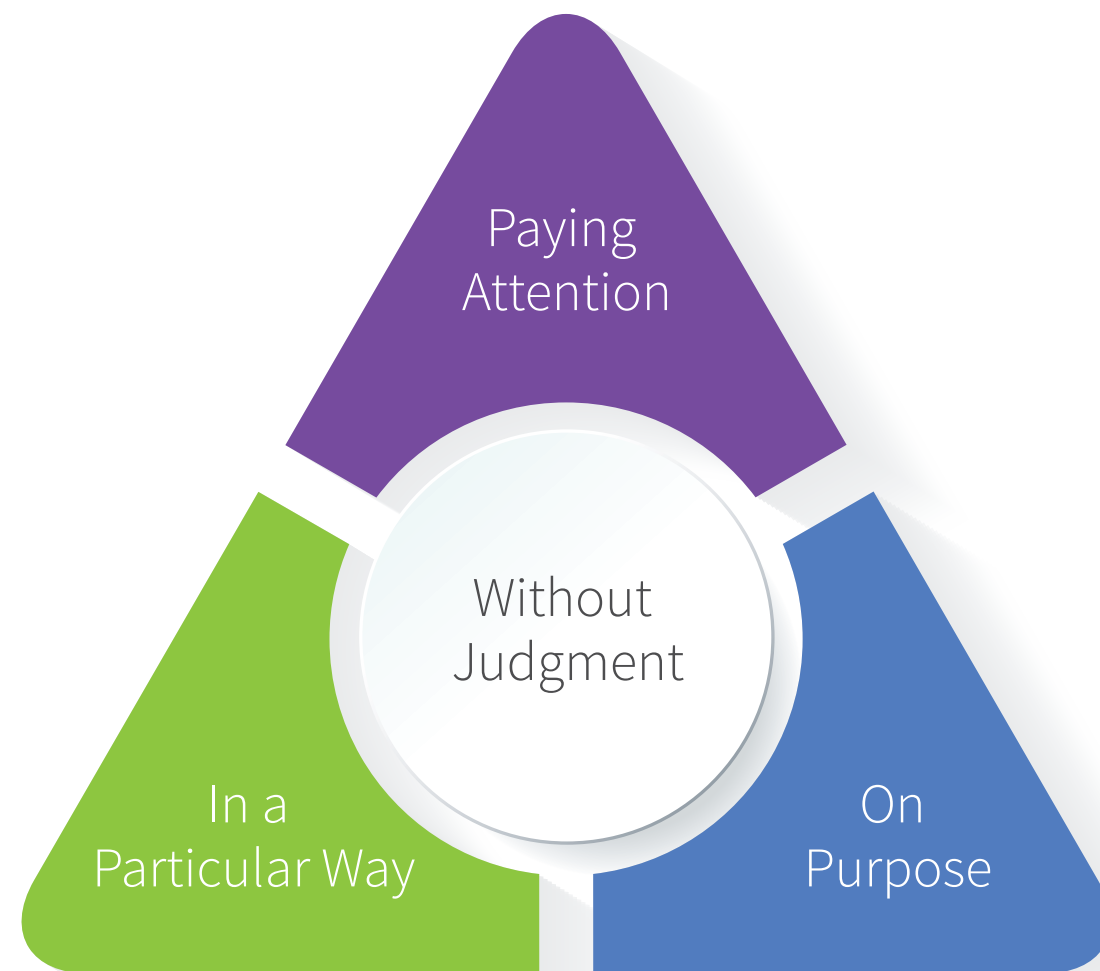 Paying
Attention
Without
Judgment
In a
Particular Way
On
Purpose